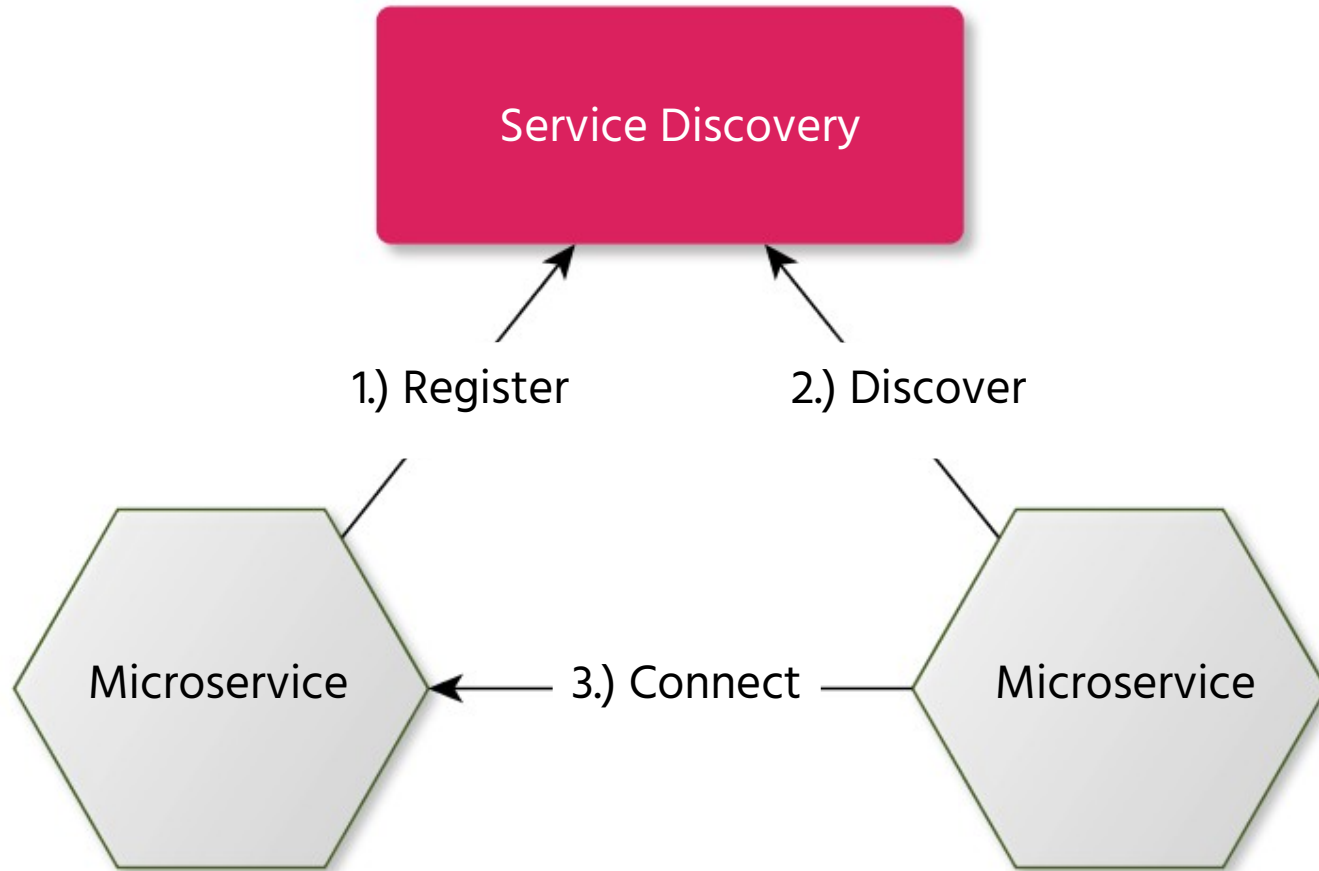 Service Discovery
1.) Register
2.) Discover
Microservice
3.) Connect
Microservice